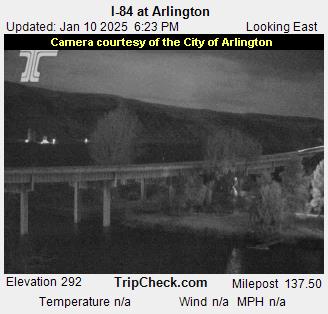 I-84 at Arlington
Updated: Jan 10 2025 6:23 PM Looking East
Camera courtesy of the City of Arlington
Elevation 292 TripCheck.com Milepost 137.50
Temperature n/a Wind n/a MPH n/a